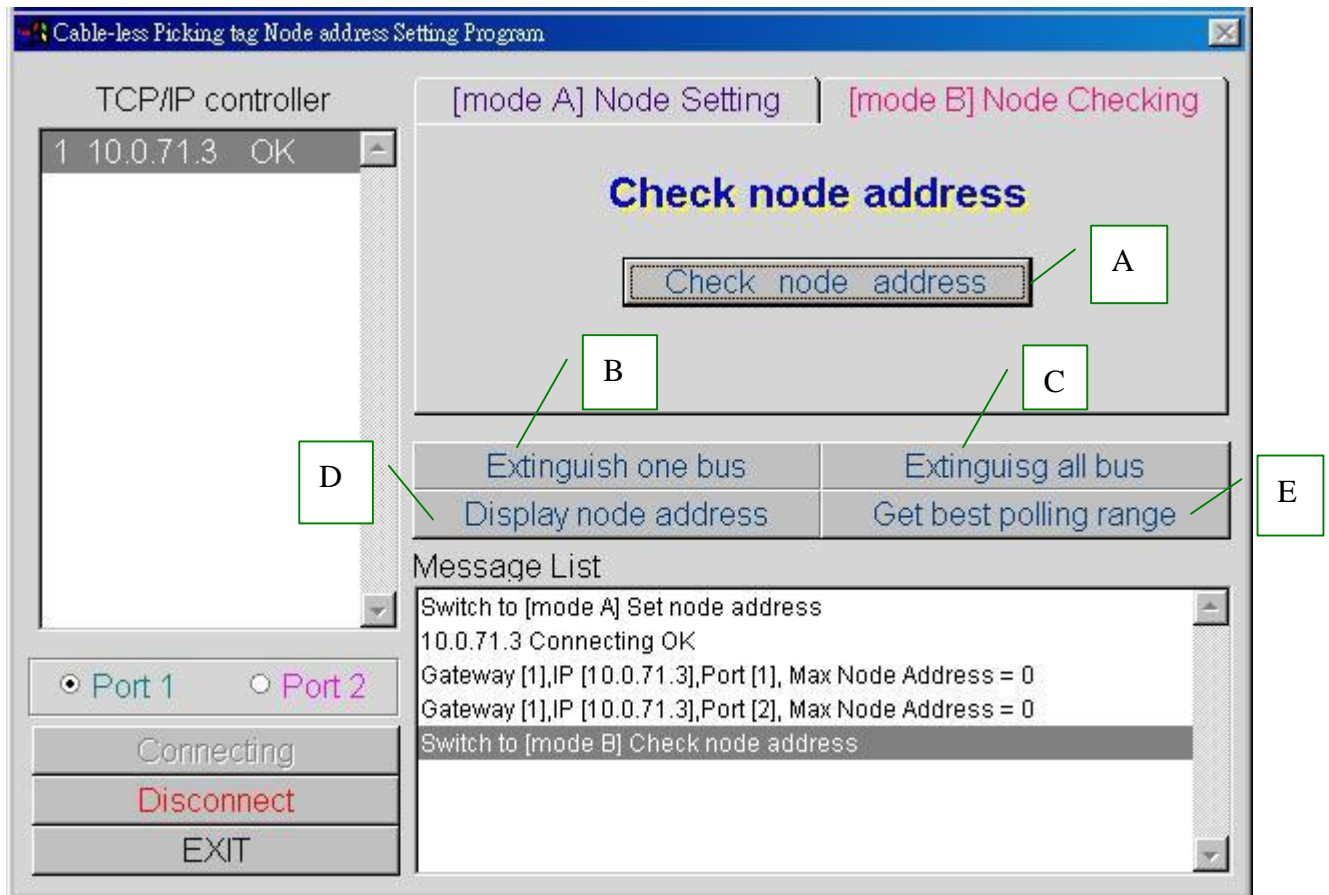 Cable-less Picking tag Node address Setting Program
TCP/IP controller
1 10.0.71.3 OK
[mode A] Node Setting
[mode B] Node Checking
Check node address
Check node address
A
B
C
D
Extinguish one bus
Extinguisg all bus
E
Display node address
Get best polling range
Message List
Switch to [mode A] Set node address
10.0.71.3 Connecting OK
Gateway [1],IP [10.0.71.3],Port [1], Max Node Address = 0
Gateway [1],IP [10.0.71.3],Port [2], Max Node Address = 0
Switch to [mode B] Check node address
Port 1
Port 2
Connecting
Disconnect
EXIT